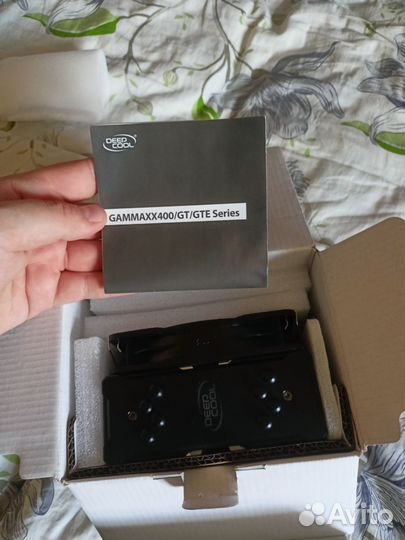 DEEP
COOL
GAMMAXX400/GT/GTE Series
DEEP
COOL
Avito